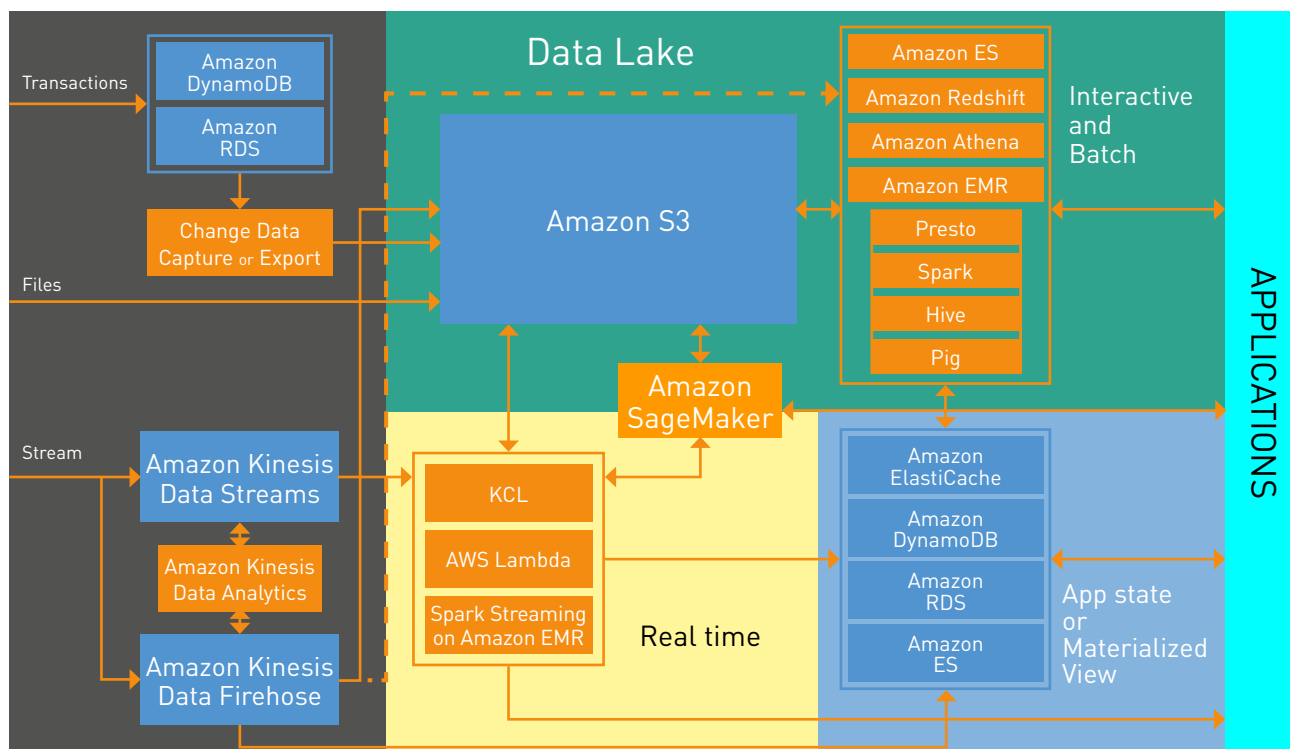 Transactions
Amazon
DynamoDB
Amazon
RDS
Change Data
Capture or Export
Files
Stream
Amazon Kinesis
Data Streams
Amazon Kinesis
Data Analytics
Amazon Kinesis
Data Firehose
Data Lake
Amazon S3
Amazon
SageMaker
Amazon ES
Amazon Redshift
Amazon Athena
Amazon EMR
Presto
Spark
Hive
Pig
Interactive
and
Batch
KCL
AWS Lambda
Spark Streaming
on Amazon EMR
Real time
Amazon
ElastiCache
Amazon
DynamoDB
Amazon
RDS
Amazon
ES
App state
or
Materialized
View
APPLICATIONS